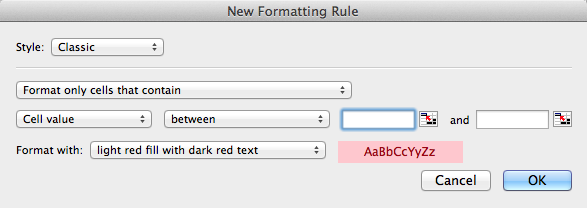 New Formatting Rule
Style: Classic
Format only cells that contain
Cell value between and
Format with: light red fill with dark red text AaBbCcYyZz
Cancel OK